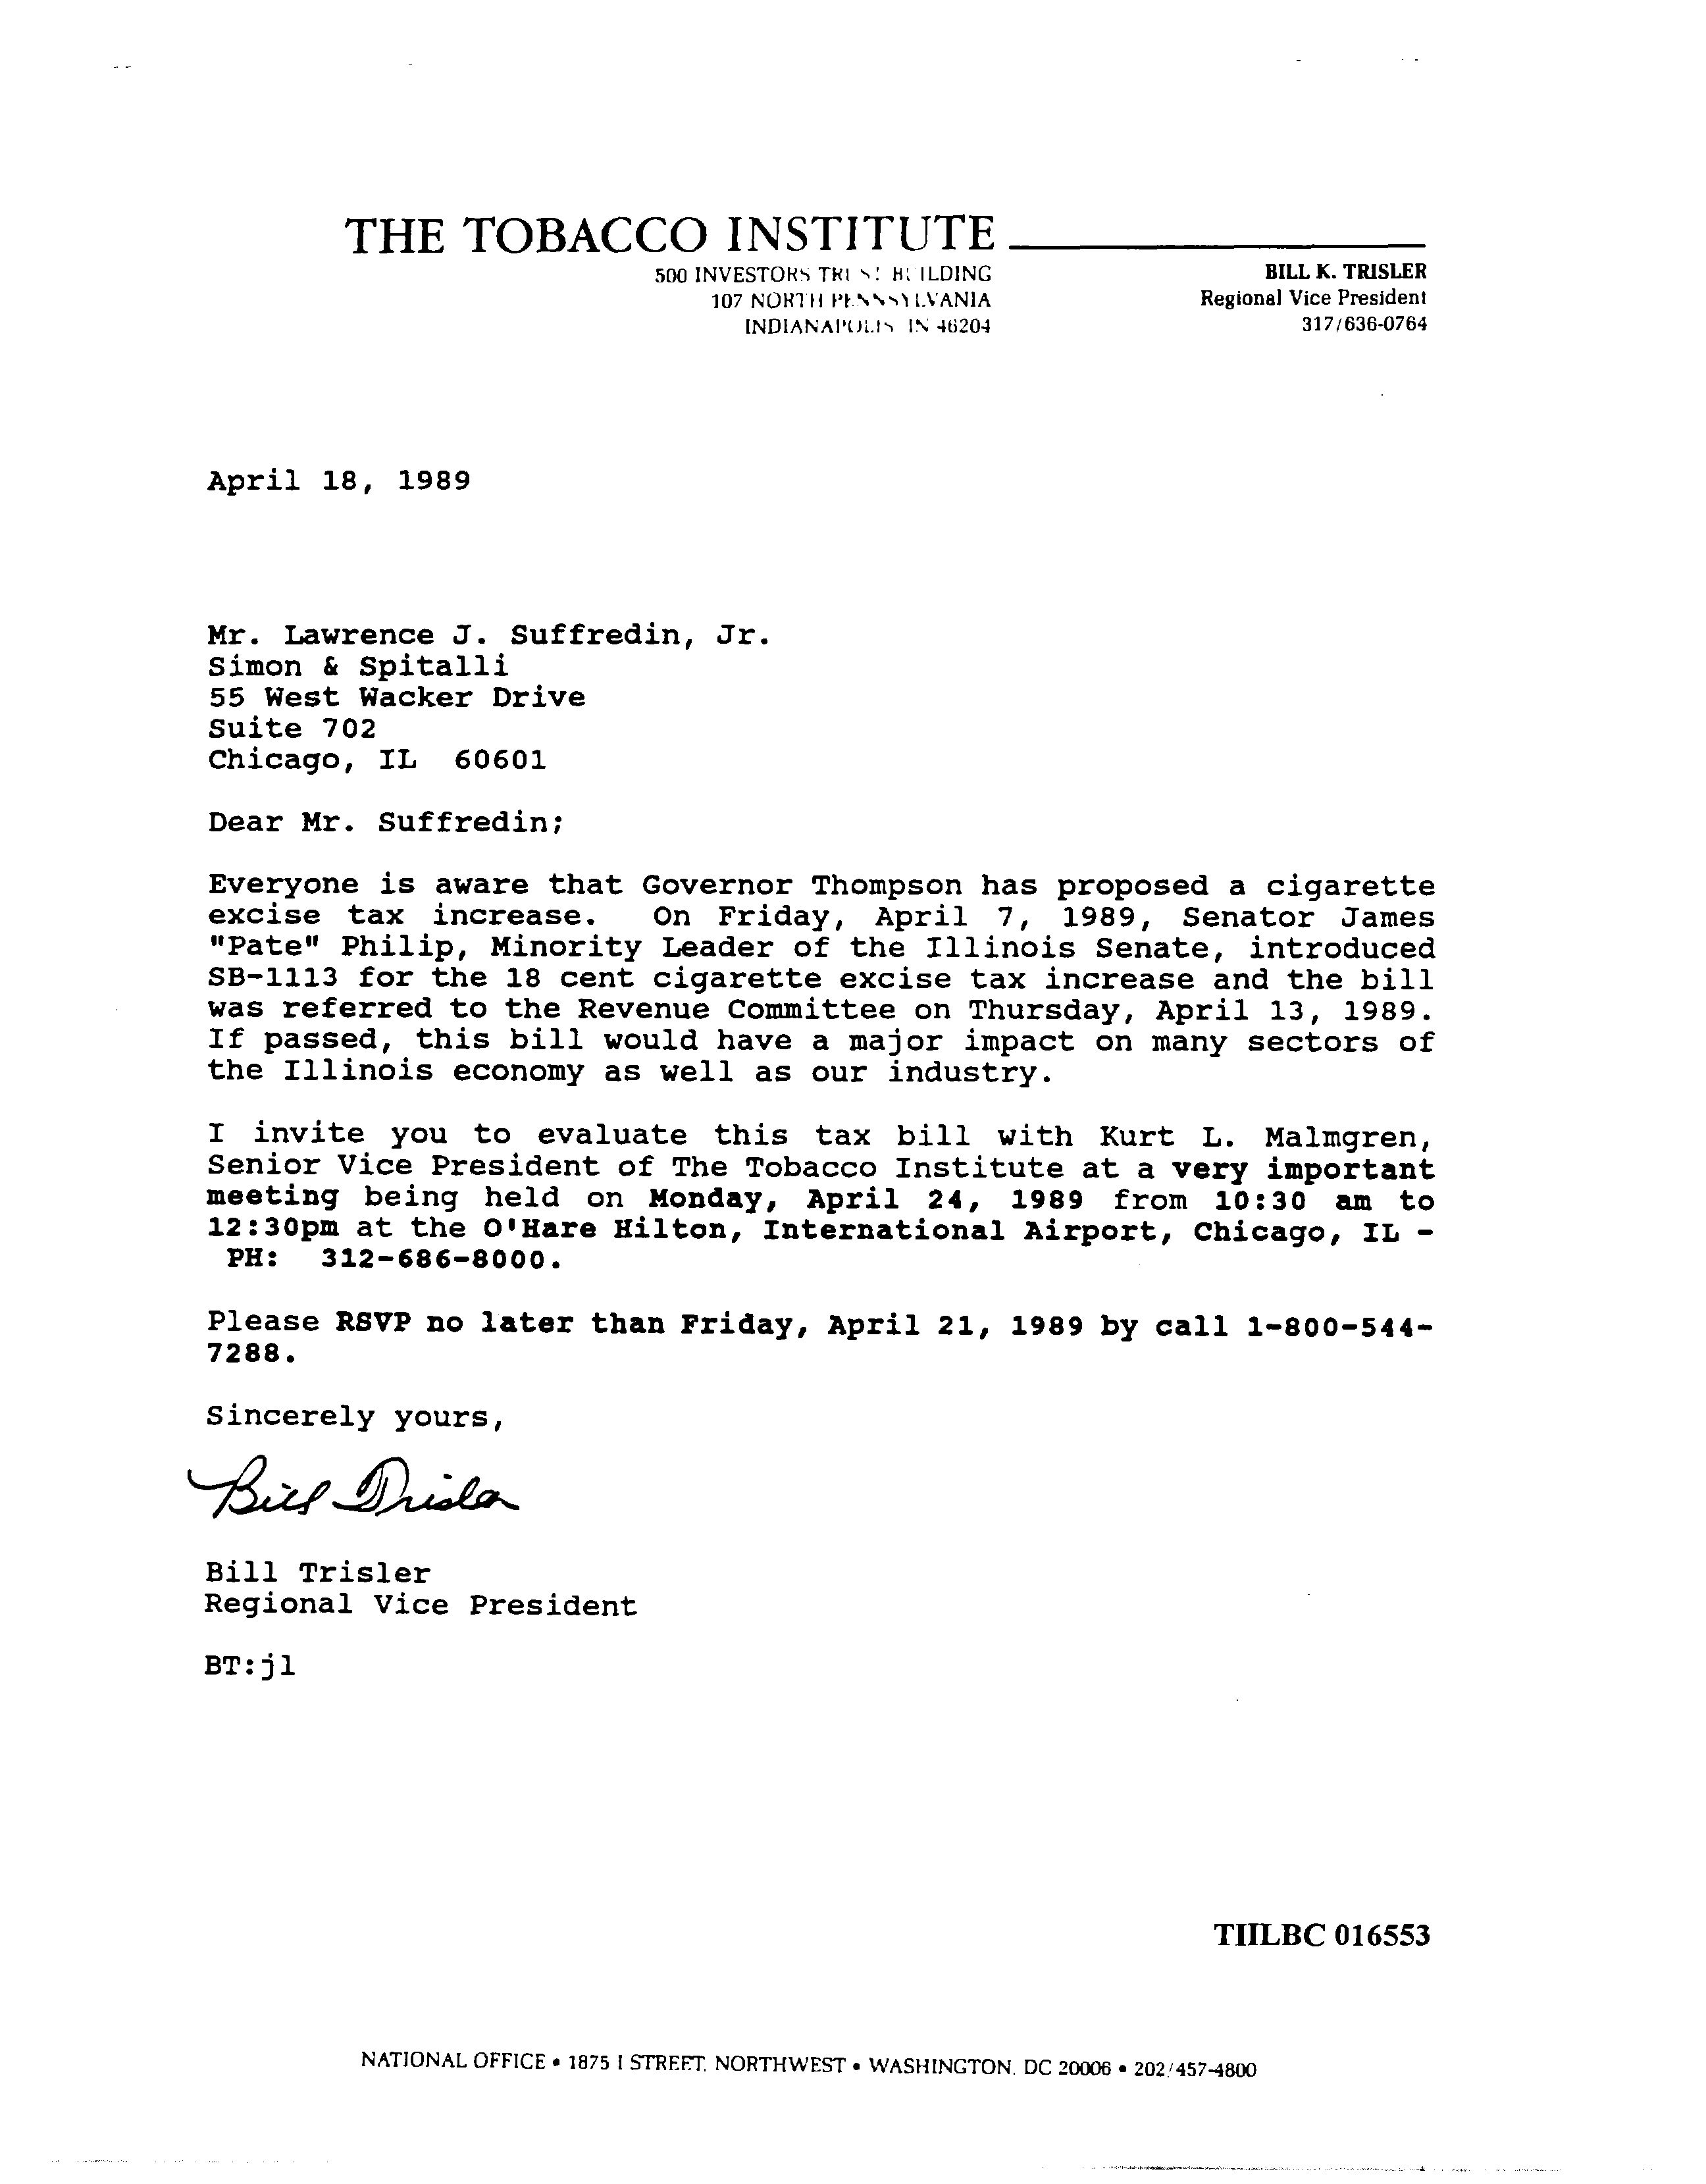 THE TOBACCO INSTITUTE
500 INVESTORS TRUST BUILDING
107 NORTH PENNSYLVANIA
INDIANAPOLIS IN 46204
BILL K. TRISLER
Regional Vice President
317/636-0764
April 18, 1989
Mr. Lawrence J. Suffredin, Jr.
Simon & Spitalli
55 West Wacker Drive
Suite 702
Chicago, IL 60601
Dear Mr. Suffredin;
Everyone is aware that Governor Thompson has proposed a cigarette
excise tax increase. On Friday, April 7, 1989, Senator James
"Pate" Philip, Minority Leader of the Illinois Senate, introduced
SB-1113 for the 18 cent cigarette excise tax increase and the bill
was referred to the Revenue Committee on Thursday, April 13, 1989.
If passed, this bill would have a major impact on many sectors of
the Illinois economy as well as our industry.
I invite you to evaluate this tax bill with Kurt L. Malmgren,
Senior Vice President of The Tobacco Institute at a very important
meeting being held on Monday, April 24, 1989 from 10:30 am to
12:30pm at the O'Hare Hilton, International Airport, Chicago, IL -
PH: 312-686-8000.
Please RSVP no later than Friday, April 21, 1989 by call 1-800-544-
7288.
Sincerely yours,
Bill Trisler
Bill Trisler
Regional Vice President
BT:jl
TIILBC 016553
NATIONAL OFFICE • 1875 I STREET, NORTHWEST • WASHINGTON, DC 20006 • 202/457-4800